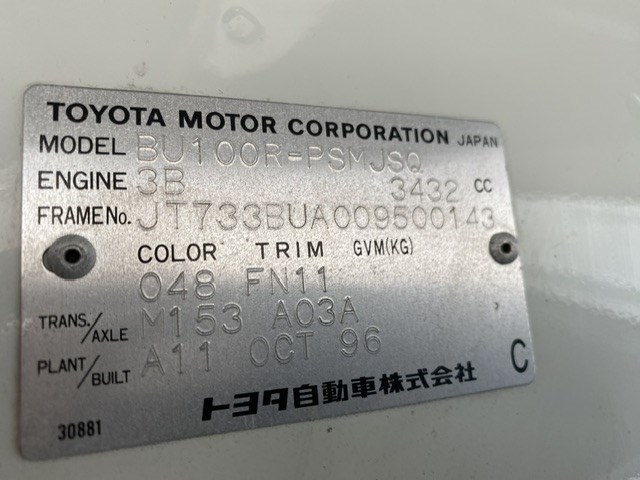 TOYOTA MOTOR CORPORATION JAPAN
MODEL BU100R-PSMJSQ
ENGINE 3B 3432 CC
FRAME No. JT733BUA009500143
COLOR TRIM GVM(KG)
048 FN11
TRANS./AXLE M153 A03A
PLANT/BUILT A11 OCT 96
C
トヨタ自動車株式会社
30881